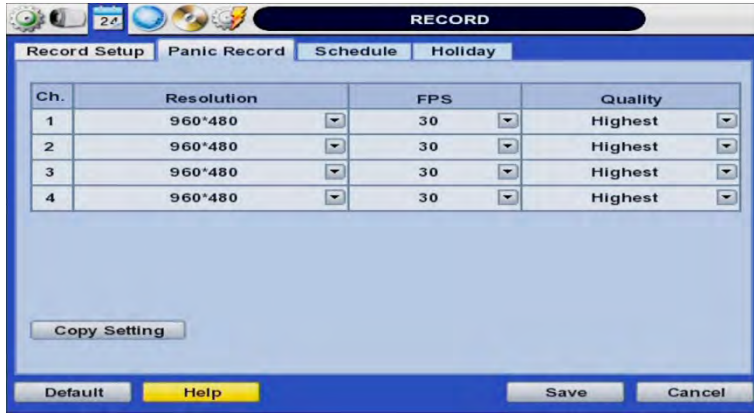 24
RECORD
Record Setup Panic Record Schedule Holiday
Ch. Resolution FPS Quality
1 960*480 30 Highest
2 960*480 30 Highest
3 960*480 30 Highest
4 960*480 30 Highest
Copy Setting
Default Help Save Cancel